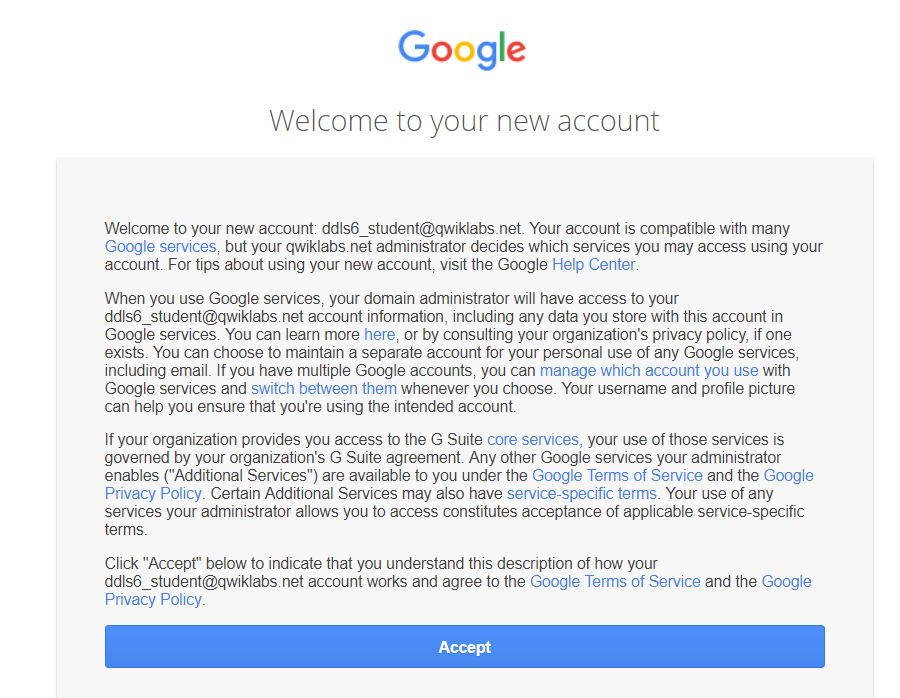 Google
Welcome to your new account
Welcome to your new account: ddls6_student@qwiklabs.net. Your account is compatible with many
Google services, but your qwiklabs.net administrator decides which services you may access using your
account. For tips about using your new account, visit the Google Help Center.
When you use Google services, your domain administrator will have access to your
ddls6_student@qwiklabs.net account information, including any data you store with this account in
Google services. You can learn more here, or by consulting your organization's privacy policy, if one
exists. You can choose to maintain a separate account for your personal use of any Google services,
including email. If you have multiple Google accounts, you can manage which account you use with
Google services and switch between them whenever you choose. Your username and profile picture
can help you ensure that you're using the intended account.
If your organization provides you access to the G Suite core services, your use of those services is
governed by your organization's G Suite agreement. Any other Google services your administrator
enables ("Additional Services") are available to you under the Google Terms of Service and the Google
Privacy Policy. Certain Additional Services may also have service-specific terms. Your use of any
services your administrator allows you to access constitutes acceptance of applicable service-specific
terms.
Click "Accept" below to indicate that you understand this description of how your
ddls6_student@qwiklabs.net account works and agree to the Google Terms of Service and the Google
Privacy Policy.
Accept